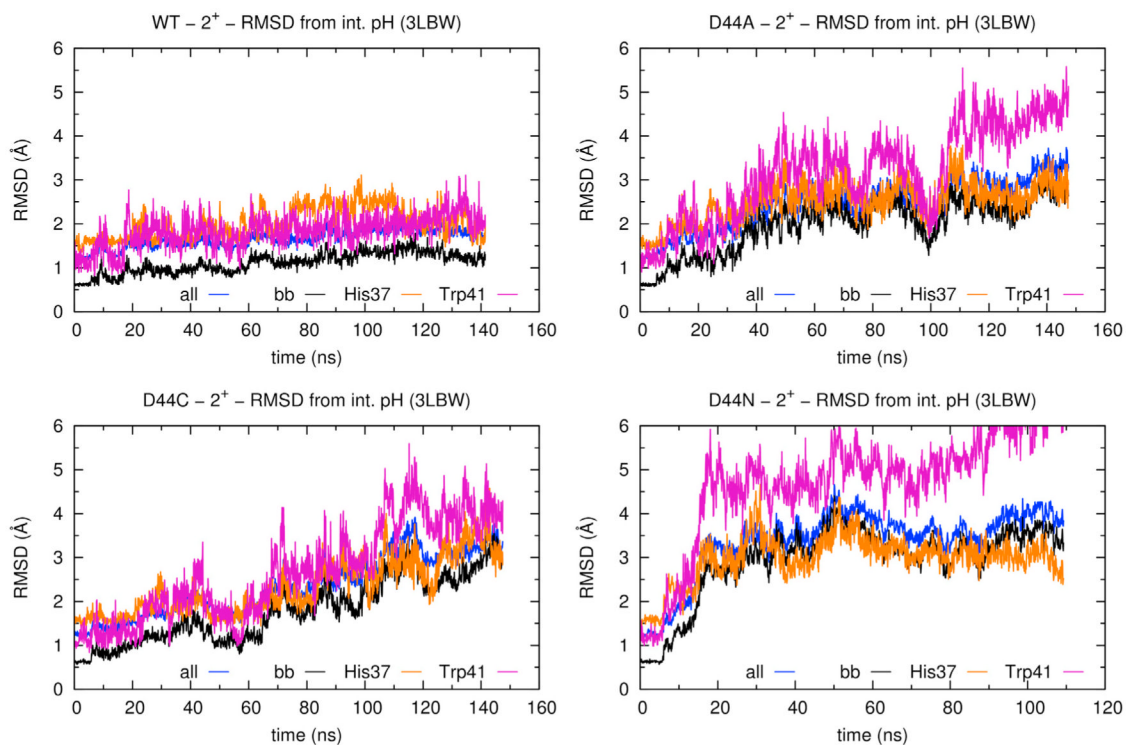 WT – 2⁺ – RMSD from int. pH (3LBW)
RMSD (Å)
6
5
4
3
2
1
0
all bb His37 Trp41
0 20 40 60 80 100 120 140 160
time (ns)
D44A – 2⁺ – RMSD from int. pH (3LBW)
RMSD (Å)
6
5
4
3
2
1
0
all bb His37 Trp41
0 20 40 60 80 100 120 140 160
time (ns)
D44C – 2⁺ – RMSD from int. pH (3LBW)
RMSD (Å)
6
5
4
3
2
1
0
all bb His37 Trp41
0 20 40 60 80 100 120 140 160
time (ns)
D44N – 2⁺ – RMSD from int. pH (3LBW)
RMSD (Å)
6
5
4
3
2
1
0
all bb His37 Trp41
0 20 40 60 80 100 120
time (ns)